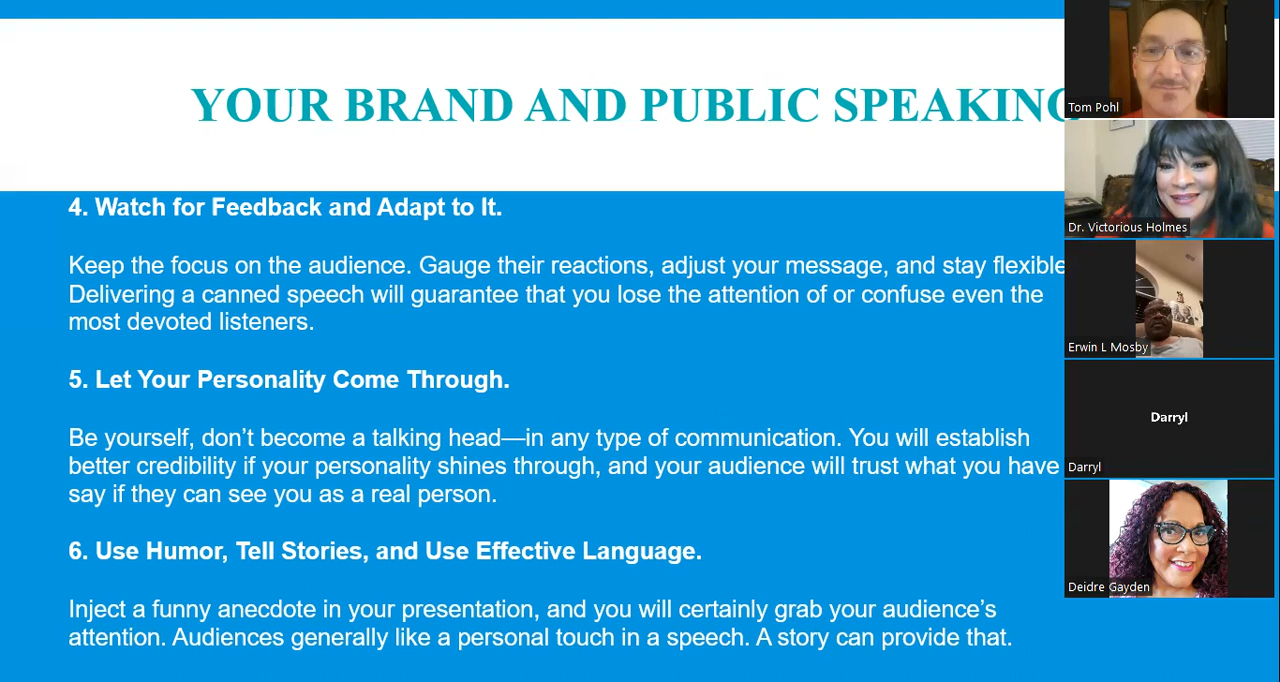 YOUR BRAND AND PUBLIC SPEAKING
4. Watch for Feedback and Adapt to It.
Keep the focus on the audience. Gauge their reactions, adjust your message, and stay flexible
Delivering a canned speech will guarantee that you lose the attention of or confuse even the
most devoted listeners.
5. Let Your Personality Come Through.
Be yourself, don’t become a talking head—in any type of communication. You will establish
better credibility if your personality shines through, and your audience will trust what you have
say if they can see you as a real person.
6. Use Humor, Tell Stories, and Use Effective Language.
Inject a funny anecdote in your presentation, and you will certainly grab your audience’s
attention. Audiences generally like a personal touch in a speech. A story can provide that.
Tom Pohl
Dr. Victorious Holmes
Erwin L Mosby
Darryl
Darryl
Deidre Gayden